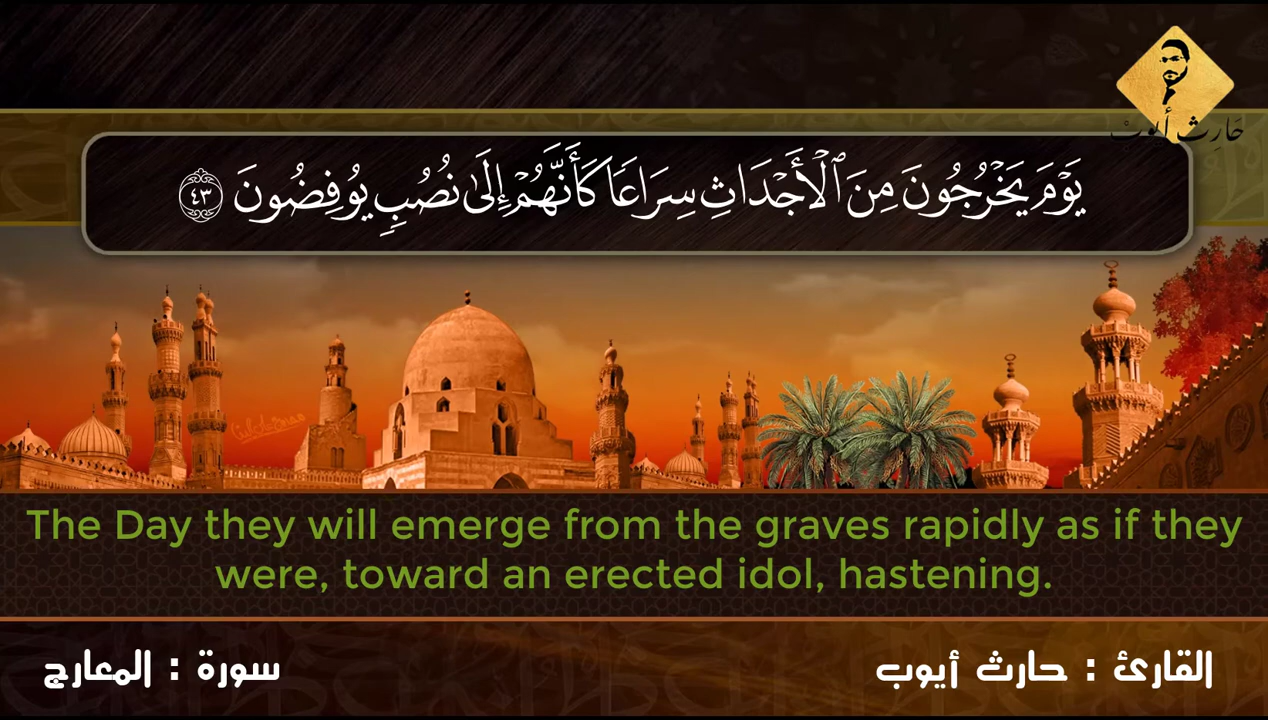 حَارِث أيوب
يَوْمَ يَخْرُجُونَ مِنَ ٱلْأَجْدَاثِ سِرَاعًا كَأَنَّهُمْ إِلَىٰ نُصُبٍ يُوفِضُونَ ٤٣
The Day they will emerge from the graves rapidly as if they
were, toward an erected idol, hastening.
القارئ : حارث أيوب
سورة : المعارج